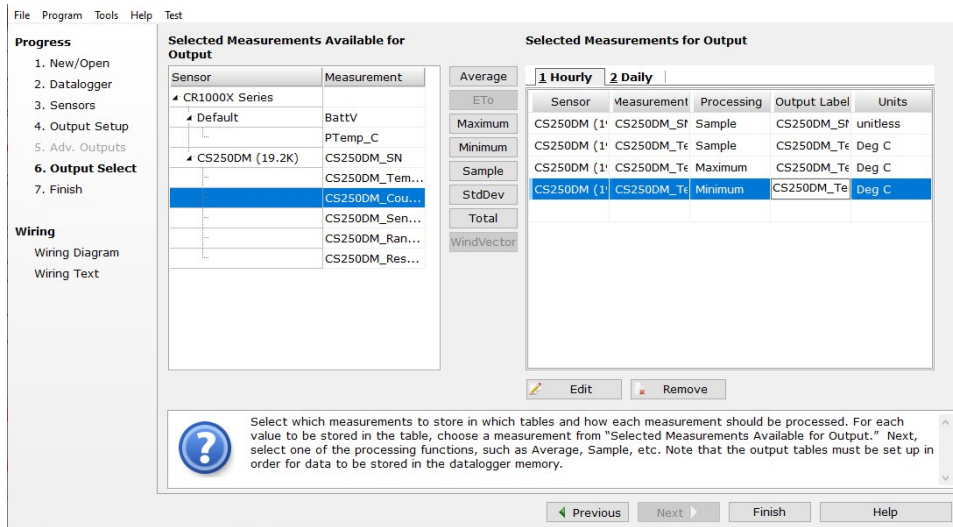 File Program Tools Help Test
Progress
1. New/Open
2. Datalogger
3. Sensors
4. Output Setup
5. Adv. Outputs
6. Output Select
7. Finish
Wiring
Wiring Diagram
Wiring Text
Selected Measurements Available for
Output
Sensor Measurement
CR1000X Series
Default BattV
PTemp_C
CS250DM (19.2K) CS250DM_SN
CS250DM_Tem...
CS250DM_Cou...
CS250DM_Sen...
CS250DM_Ran...
CS250DM_Res...
Average
ETo
Maximum
Minimum
Sample
StdDev
Total
WindVector
Selected Measurements for Output
1 Hourly 2 Daily
Sensor Measurement Processing Output Label Units
CS250DM (1 CS250DM_SN Sample CS250DM_SN unitless
CS250DM (1 CS250DM_Te Sample CS250DM_Te Deg C
CS250DM (1 CS250DM_Te Maximum CS250DM_Te Deg C
CS250DM (1 CS250DM_Te Minimum CS250DM_Te Deg C
Edit Remove
Select which measurements to store in which tables and how each measurement should be processed. For each
value to be stored in the table, choose a measurement from “Selected Measurements Available for Output.” Next,
select one of the processing functions, such as Average, Sample, etc. Note that the output tables must be set up in
order for data to be stored in the datalogger memory.
Previous Next Finish Help